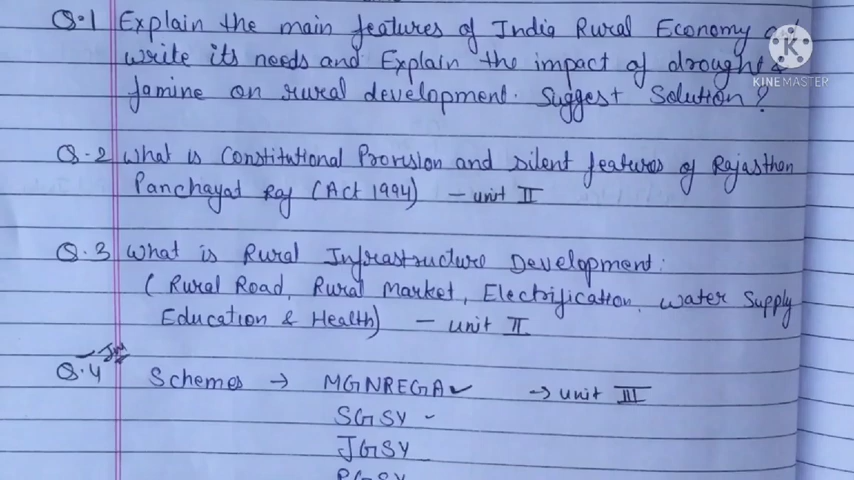 Q.1 Explain the main features of India Rural Economy
write its needs and Explain the impact of drought &
famine on rural development. Suggest Solution?
K
KINEMASTER
Q.2 What is Constitutional Provision and Silent features of Rajasthan
Panchayat Raj (Act 1994) - unit II
Q.3 What is Rural Infrastructure Development:
(Rural Road, Rural Market, Electrification, Water Supply
Education & Health) - unit II
Q.4 Schemes → MGNREGA ✓ → unit III
SGSY -
JGSY